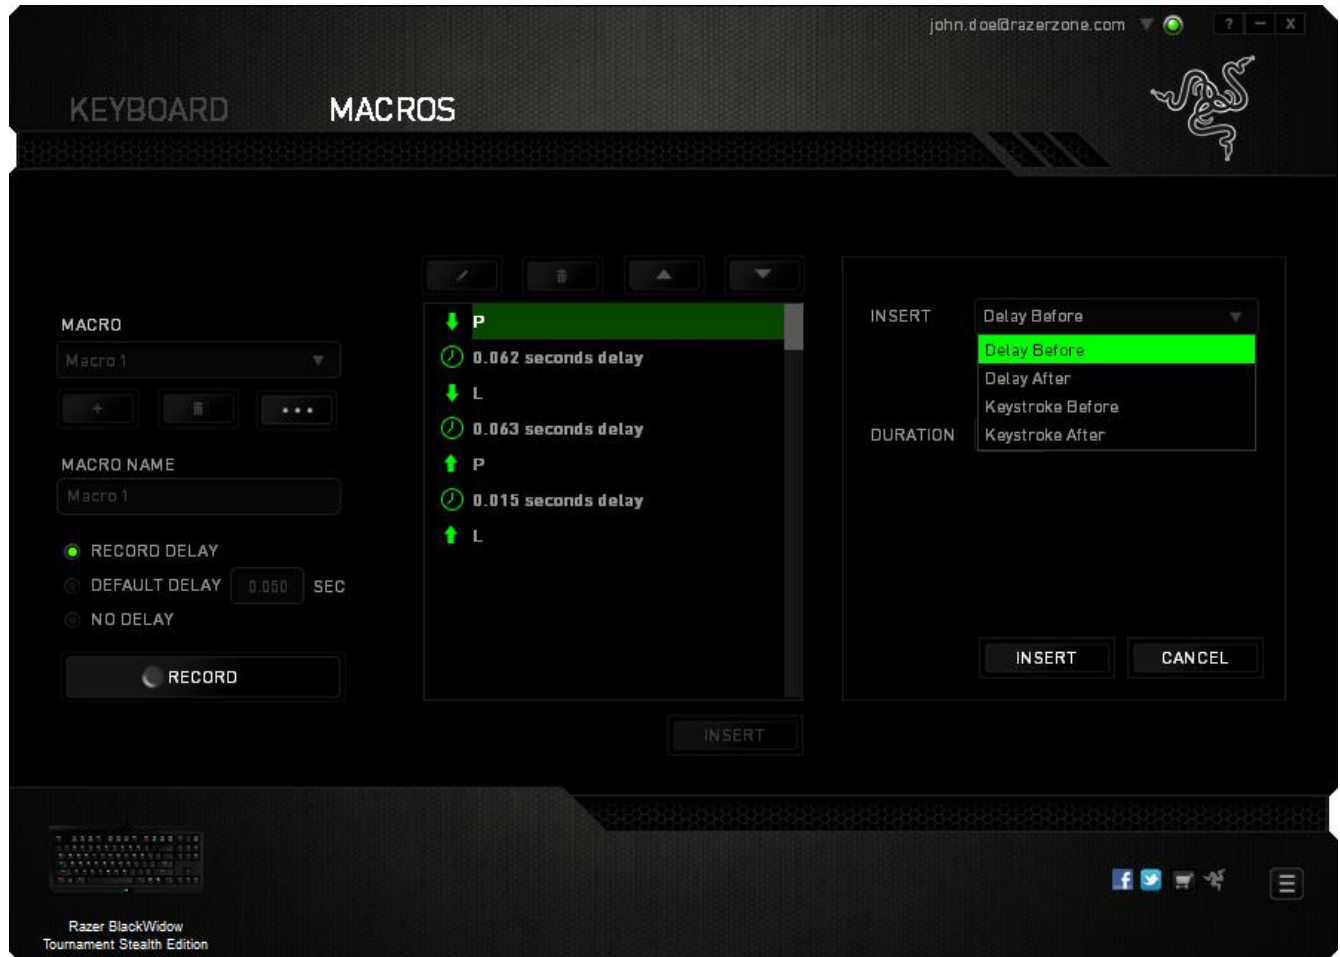 john.doe@razerzone.com ? – X
KEYBOARD MACROS
MACRO
Macro 1
+ ...
MACRO NAME
Macro 1
RECORD DELAY
DEFAULT DELAY 0.050 SEC
NO DELAY
RECORD
P
0.062 seconds delay
L
0.063 seconds delay
P
0.015 seconds delay
L
INSERT
INSERT Delay Before
Delay Before
Delay After
Keystroke Before
Keystroke After
DURATION
INSERT CANCEL
Razer BlackWidow
Tournament Stealth Edition
f